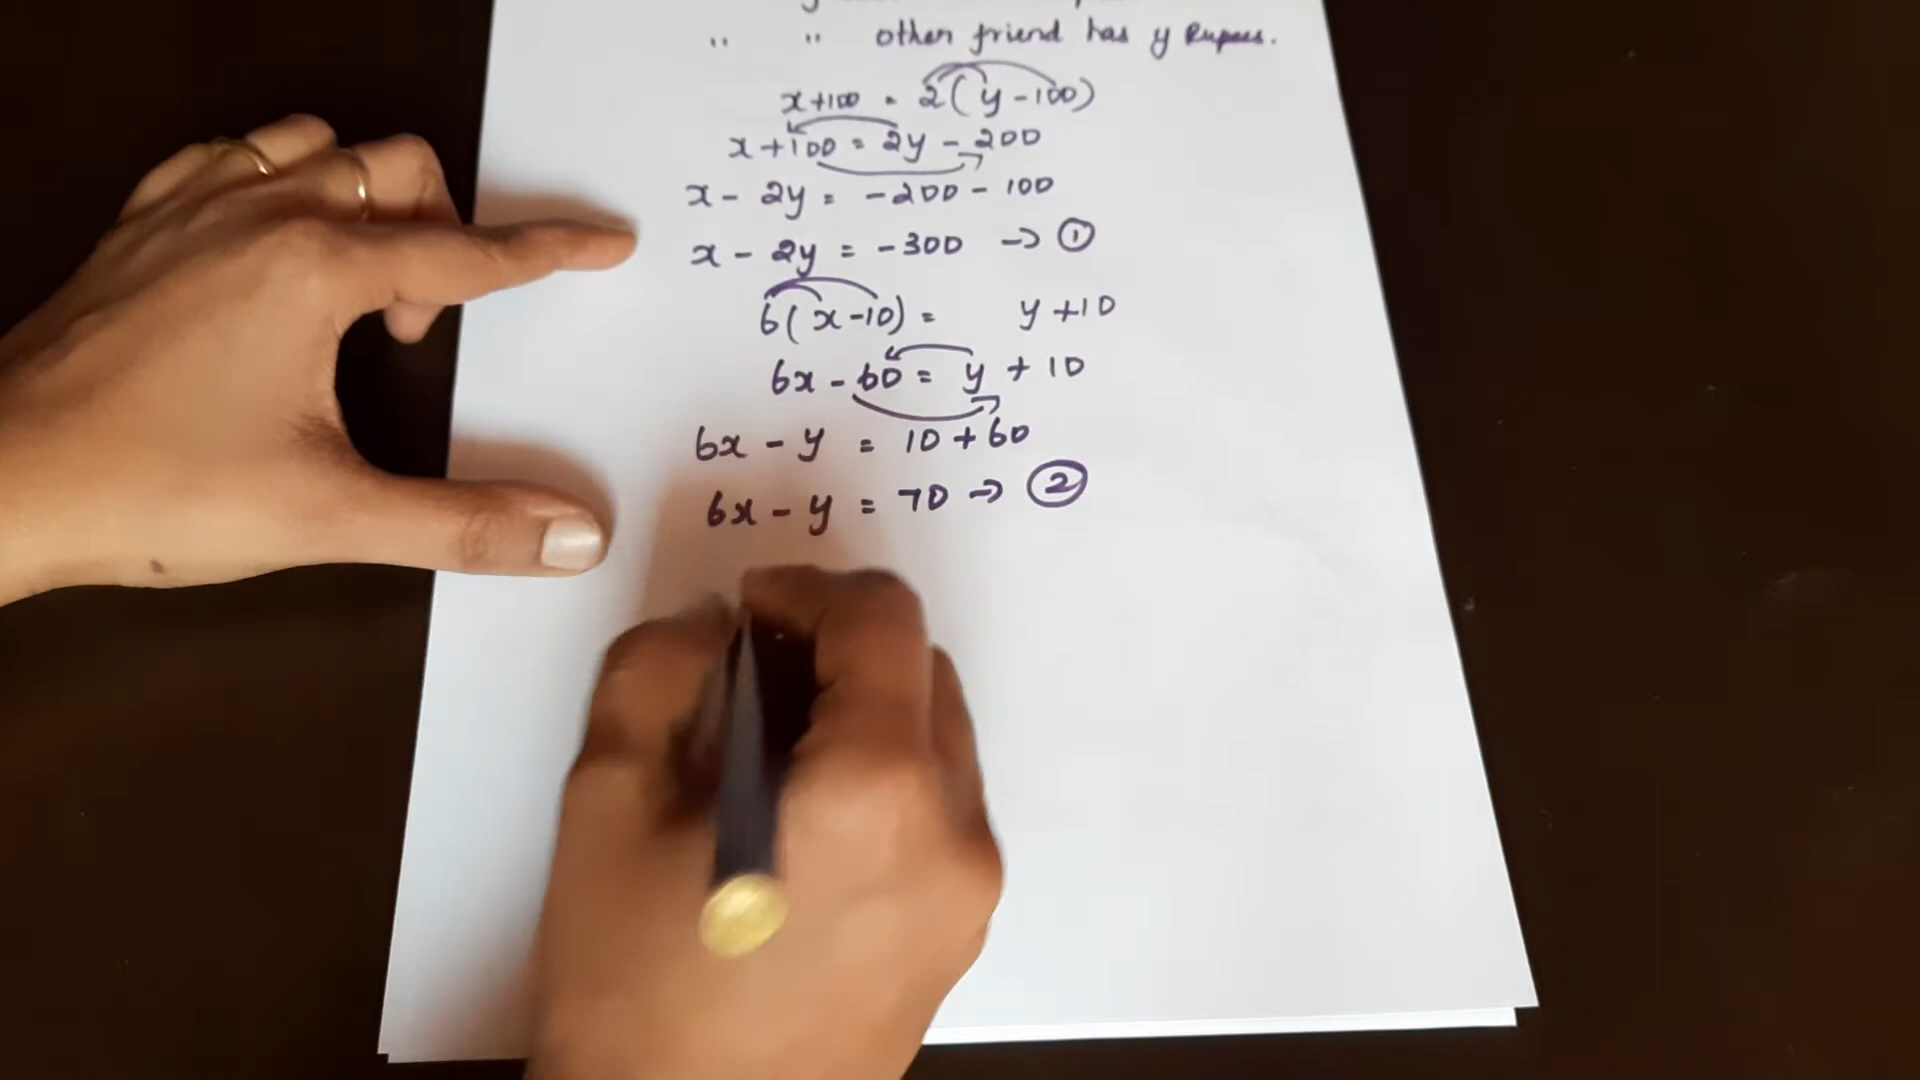 " " other friend has y Rupees.
x+100 = 2(y-100)
x+100 = 2y - 200
x - 2y = -200 - 100
x - 2y = -300 → ①
6(x-10) = y+10
6x - 60 = y + 10
6x - y = 10 + 60
6x - y = 70 → ②